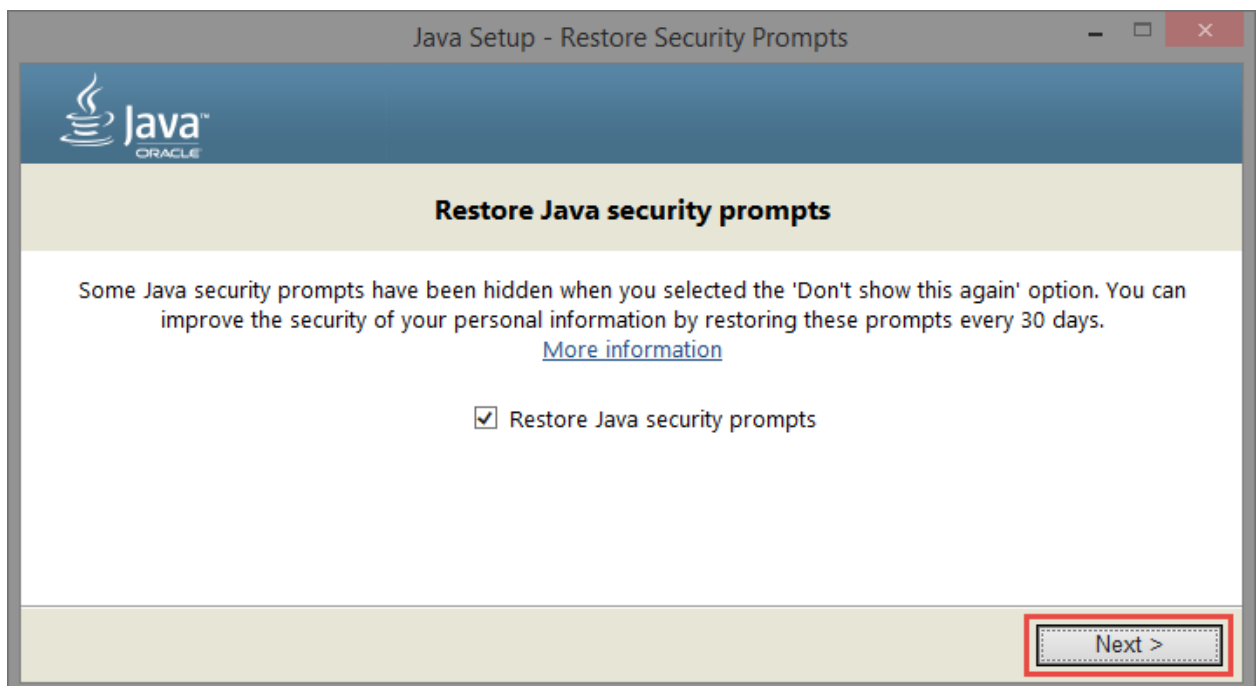 Java Setup - Restore Security Prompts
Java™
ORACLE
Restore Java security prompts
Some Java security prompts have been hidden when you selected the 'Don't show this again' option. You can
improve the security of your personal information by restoring these prompts every 30 days.
More information
Restore Java security prompts
Next >